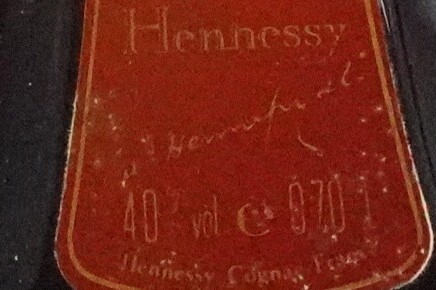 Hennessy
40% vol. e 0,70 l
Hennessy Cognac France